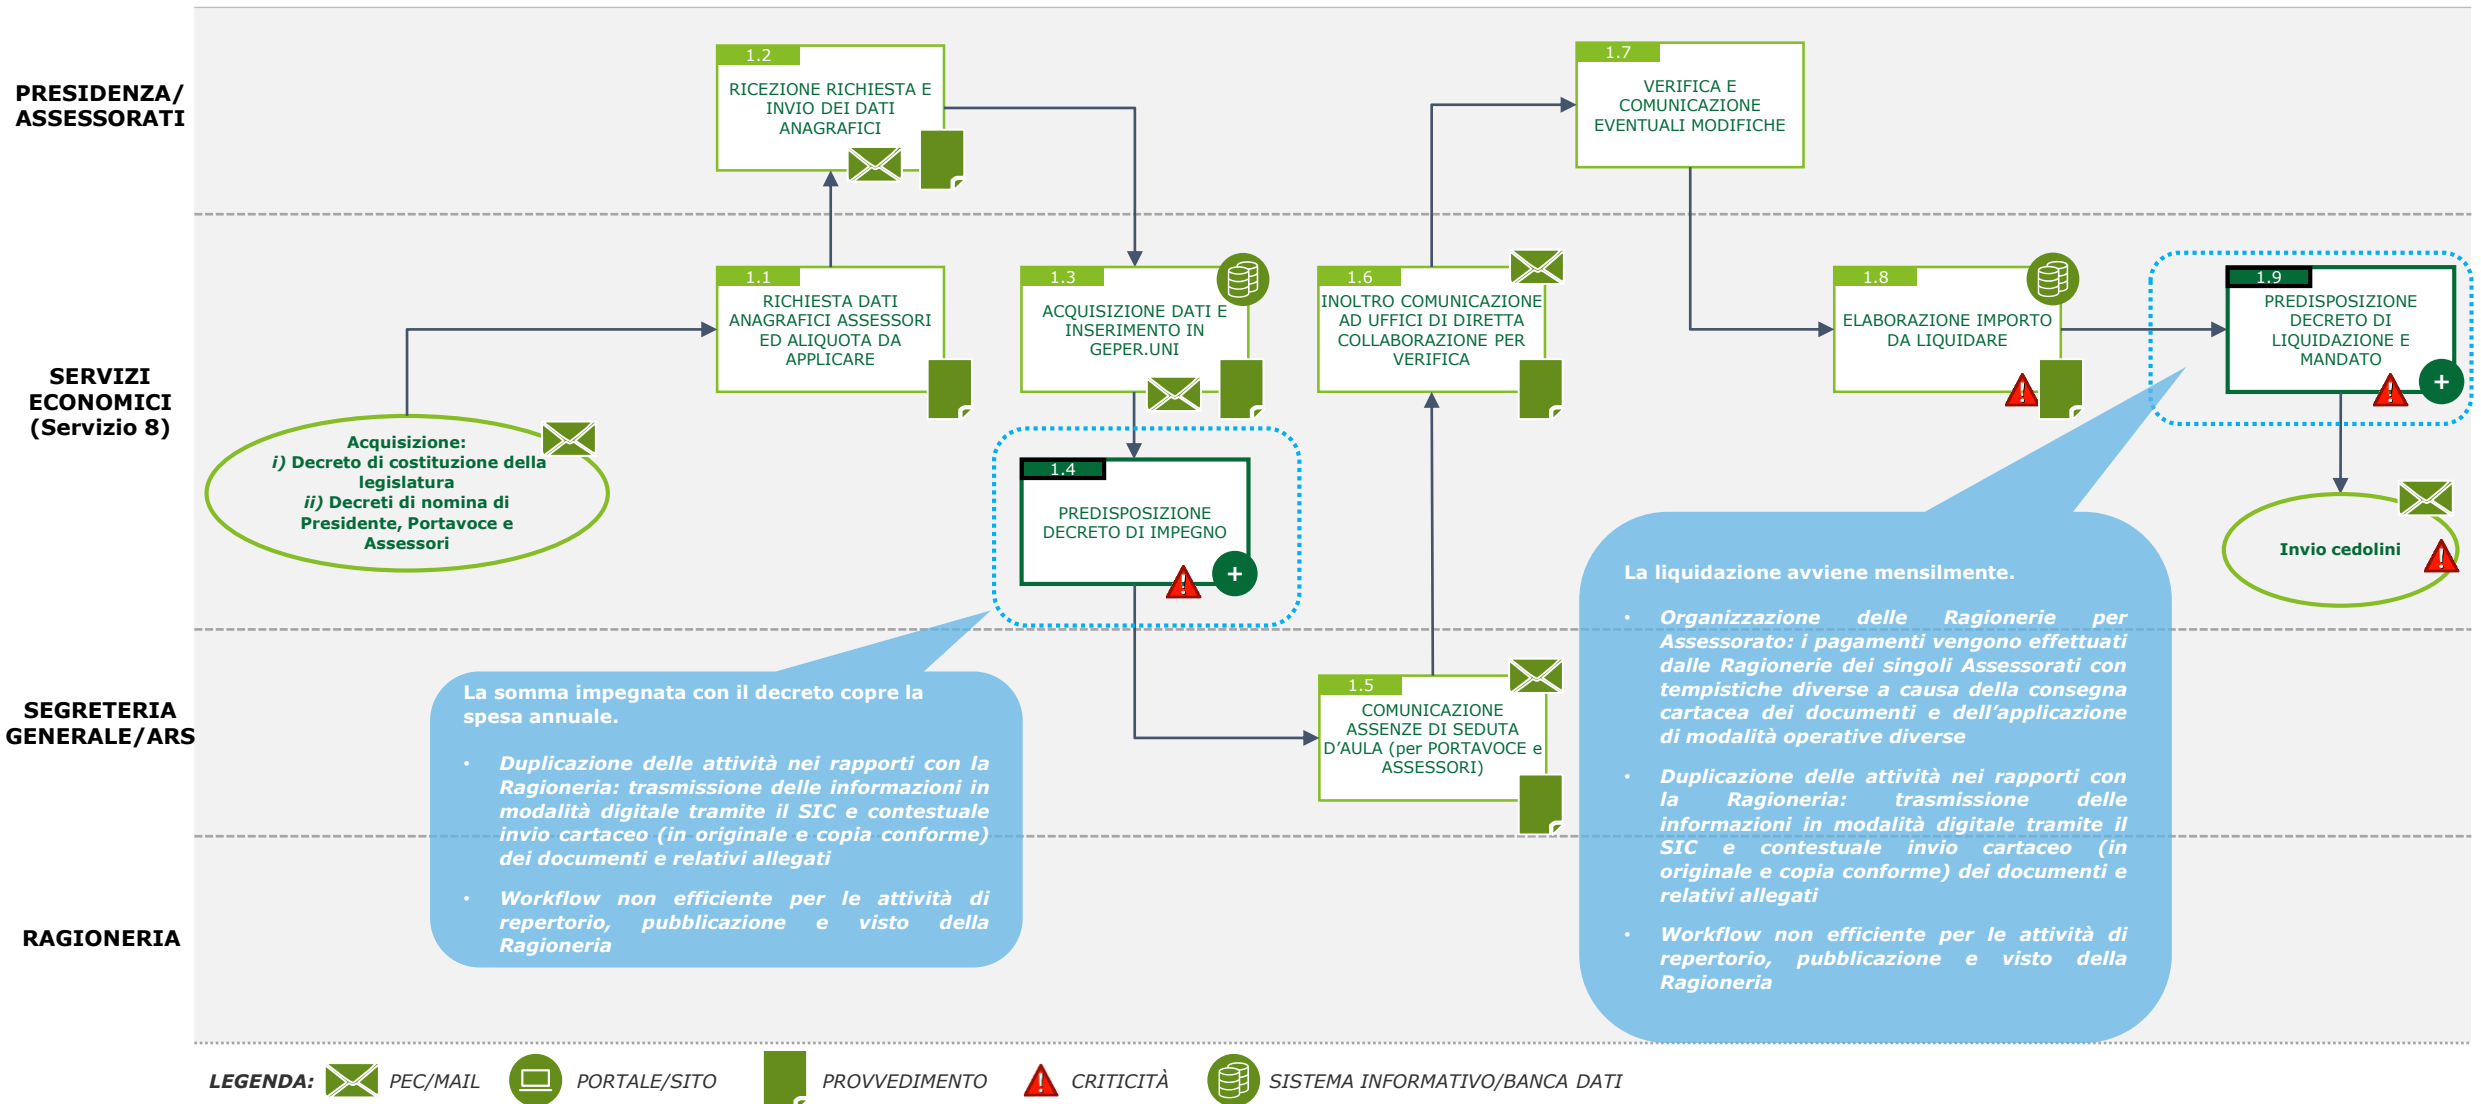 PRESIDENZA/
ASSESSORATI
1.2
RICEZIONE RICHIESTA E
INVIO DEI DATI
ANAGRAFICI
1.7
VERIFICA E
COMUNICAZIONE
EVENTUALI MODIFICHE
SERVIZI
ECONOMICI
(Servizio 8)
Acquisizione:
i) Decreto di costituzione della
legislatura
ii) Decreti di nomina di
Presidente, Portavoce e
Assessori
1.1
RICHIESTA DATI
ANAGRAFICI ASSESSORI
ED ALIQUOTA DA
APPLICARE
1.3
ACQUISIZIONE DATI E
INSERIMENTO IN
GEPER.UNI
1.4
PREDISPOSIZIONE
DECRETO DI IMPEGNO
+
1.6
INOLTRO COMUNICAZIONE
AD UFFICI DI DIRETTA
COLLABORAZIONE PER
VERIFICA
1.8
ELABORAZIONE IMPORTO
DA LIQUIDARE
1.9
PREDISPOSIZIONE
DECRETO DI
LIQUIDAZIONE E
MANDATO
+
Invio cedolini
SEGRETERIA
GENERALE/ARS
1.5
COMUNICAZIONE
ASSENZE DI SEDUTA
D’AULA (per PORTAVOCE e
ASSESSORI)
La somma impegnata con il decreto copre la
spesa annuale.
• Duplicazione delle attività nei rapporti con la
Ragioneria: trasmissione delle informazioni in
modalità digitale tramite il SIC e contestuale
invio cartaceo (in originale e copia conforme)
dei documenti e relativi allegati
• Workflow non efficiente per le attività di
repertorio, pubblicazione e visto della
Ragioneria
La liquidazione avviene mensilmente.
• Organizzazione delle Ragionerie per
Assessorato: i pagamenti vengono effettuati
dalle Ragionerie dei singoli Assessorati con
tempistiche diverse a causa della consegna
cartacea dei documenti e dell’applicazione
di modalità operative diverse
• Duplicazione delle attività nei rapporti con
la Ragioneria: trasmissione delle
informazioni in modalità digitale tramite il
SIC e contestuale invio cartaceo (in
originale e copia conforme) dei documenti e
relativi allegati
• Workflow non efficiente per le attività di
repertorio, pubblicazione e visto della
Ragioneria
RAGIONERIA
LEGENDA: PEC/MAIL PORTALE/SITO PROVVEDIMENTO CRITICITÀ SISTEMA INFORMATIVO/BANCA DATI